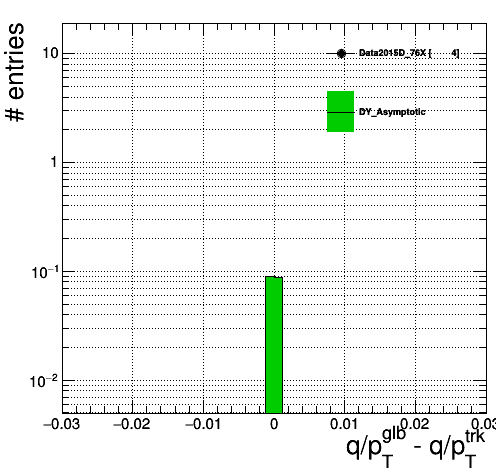 # entries
10
1
10⁻¹
10⁻²
Data2015D_76X [ 4]
DY_Asymptotic
−0.03 −0.02 −0.01 0 0.01 0.02 0.03
q/p_T^glb - q/p_T^trk